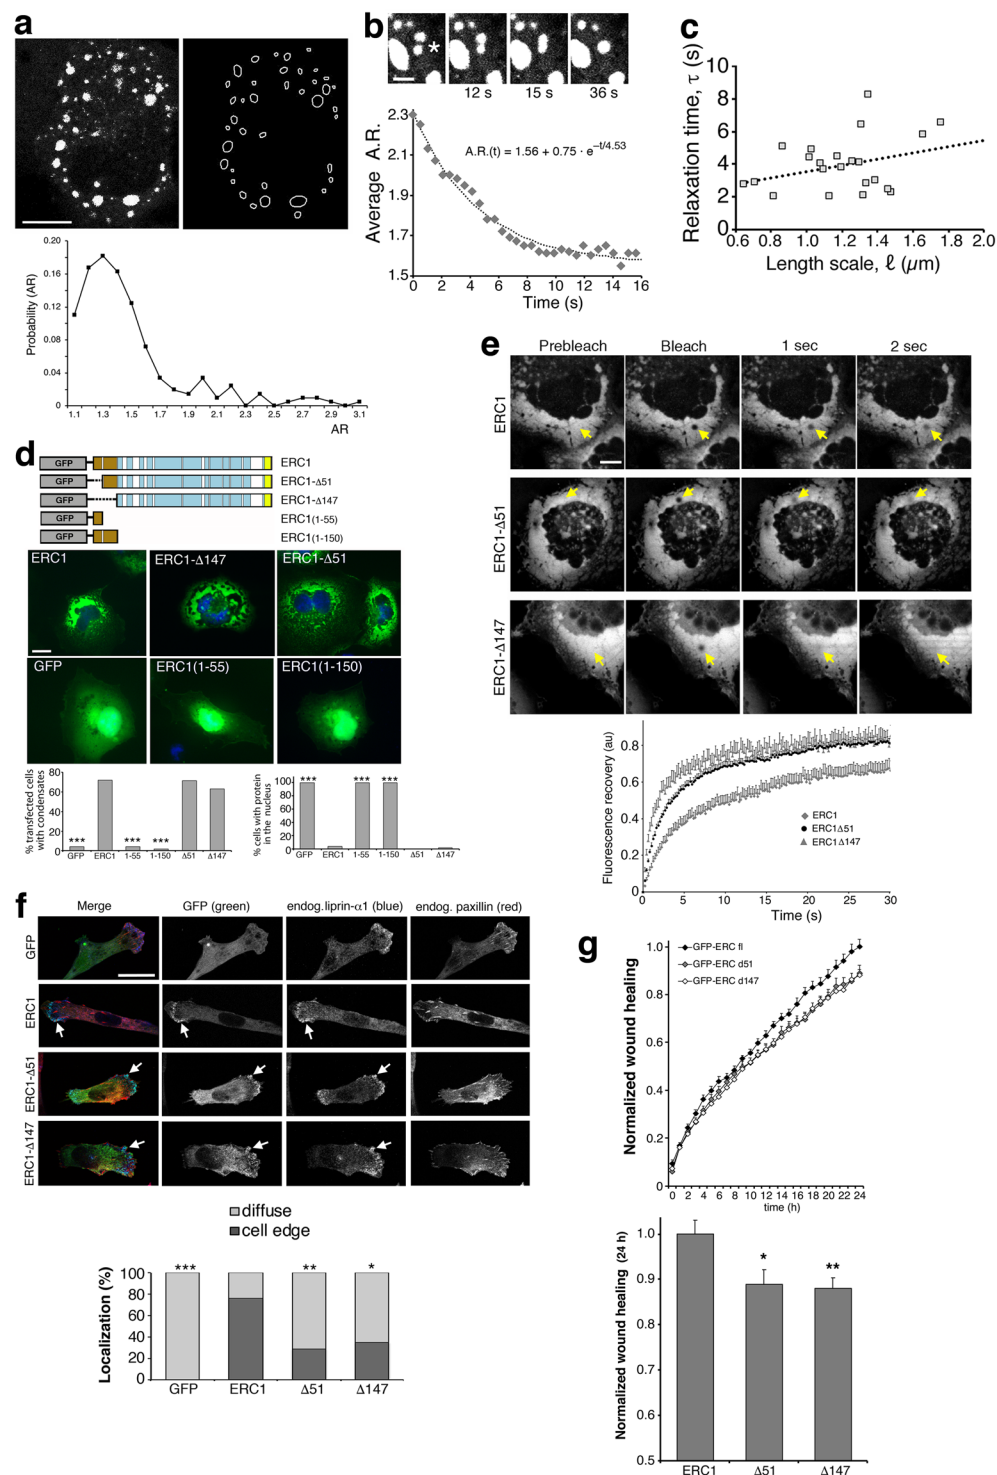 a
0.20
0.16
0.12
0.08
0.04
0
Probability (AR)
1.1 1.3 1.5 1.7 1.9 2.1 2.3 2.5 2.7 2.9 3.1
AR
b
*
12 s 15 s 36 s
2.3
2.1
1.9
1.7
1.5
Average A.R.
A.R.(t) = 1.56 + 0.75 · e–t/4.53
0 2 4 6 8 10 12 14 16
Time (s)
c
10
8
6
4
2
0
Relaxation time, τ (s)
0.6 0.8 1.0 1.2 1.4 1.6 1.8 2.0
Length scale, ℓ (µm)
d
GFP ERC1
GFP ERC1-Δ51
GFP ERC1-Δ147
GFP ERC1(1-55)
GFP ERC1(1-150)
ERC1 ERC1-Δ147 ERC1-Δ51
GFP ERC1(1-55) ERC1(1-150)
80
60
40
20
0
% transfected cells
with condensates
*** *** ***
GFP ERC1 1-55 1-150 Δ51 Δ147
100
80
60
40
20
0
% cells with protein
in the nucleus
*** *** ***
GFP ERC1 1-55 1-150 Δ51 Δ147
e
Prebleach Bleach 1 sec 2 sec
ERC1
ERC1-Δ51
ERC1-Δ147
0.8
0.6
0.4
0.2
0
Fluorescence recovery (au)
ERC1
ERC1Δ51
ERC1Δ147
0 5 10 15 20 25 30
Time (s)
f
Merge GFP (green) endog.liprin-α1 (blue) endog. paxillin (red)
GFP
ERC1
ERC1-Δ51
ERC1-Δ147
diffuse
cell edge
100
80
60
40
20
0
Localization (%)
*** ** *
GFP ERC1 Δ51 Δ147
g
GFP-ERC fl
GFP-ERC d51
GFP-ERC d147
1.0
0.8
0.6
0.4
0.2
0
Normalized wound healing
0 2 4 6 8 10 12 14 16 18 20 22 24
time (h)
1.0
0.9
0.8
0.7
0.6
0.5
Normalized wound healing (24 h)
* **
ERC1 Δ51 Δ147